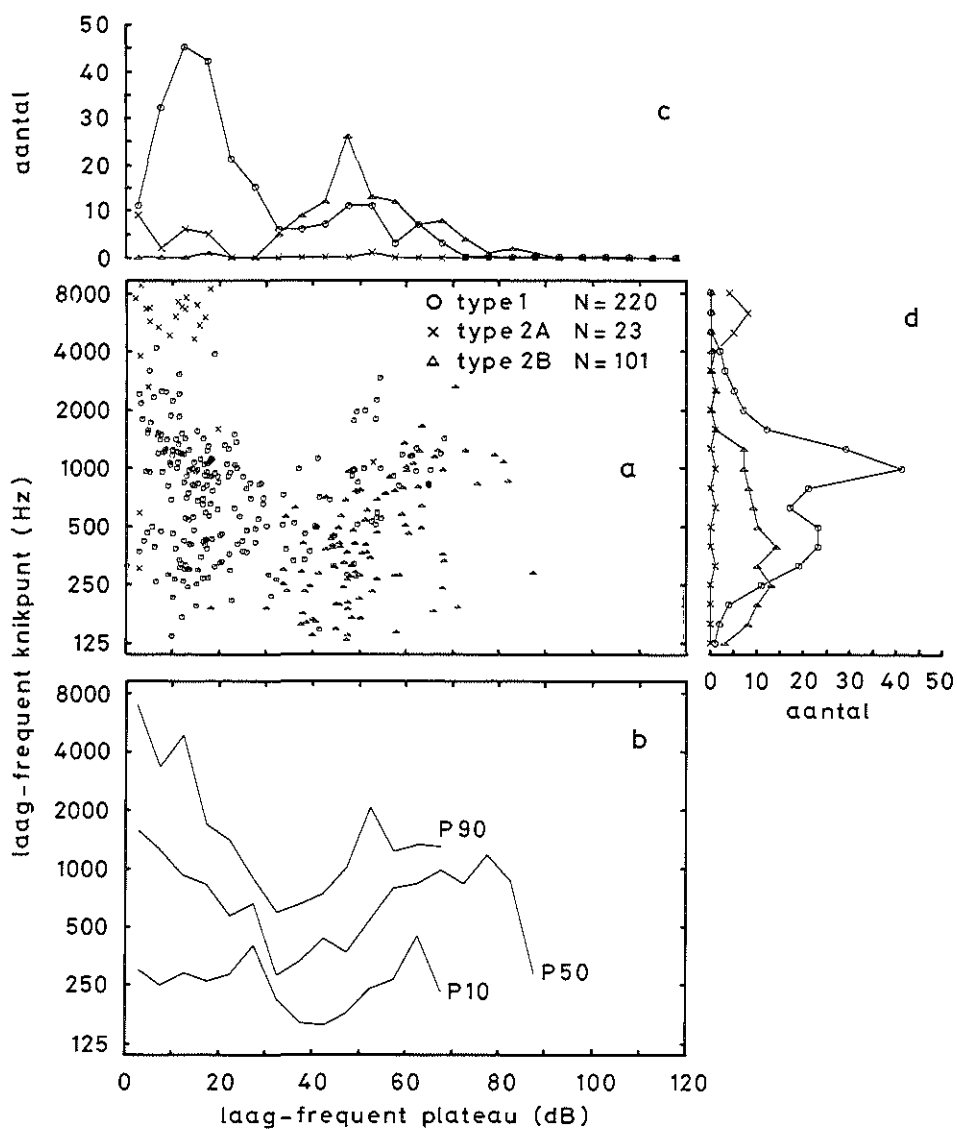 50
40
30
20
10
0
aantal
c
8000
4000
2000
1000
500
250
125
type 1 N = 220
type 2A N = 23
type 2B N = 101
a
d
0 10 20 30 40 50
aantal
laag-frequent knikpunt (Hz)
8000
4000
2000
1000
500
250
125
b
P90
P50
P10
0 20 40 60 80 100 120
laag-frequent plateau (dB)